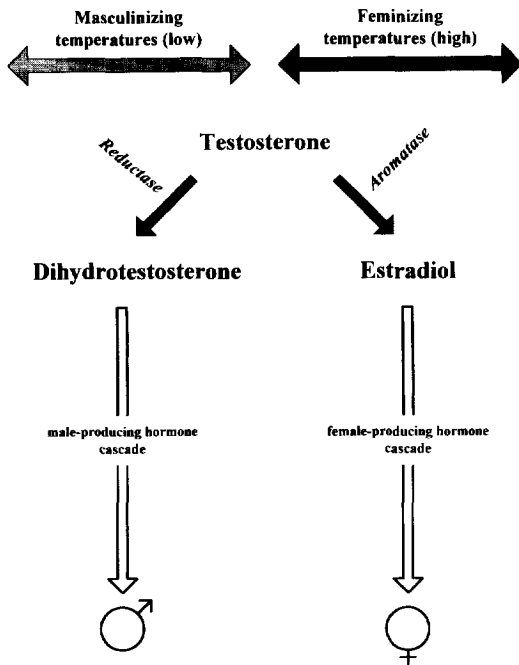 Masculinizing
temperatures (low)
Feminizing
temperatures (high)
Testosterone
Reductase
Aromatase
Dihydrotestosterone
Estradiol
male-producing hormone
cascade
female-producing hormone
cascade